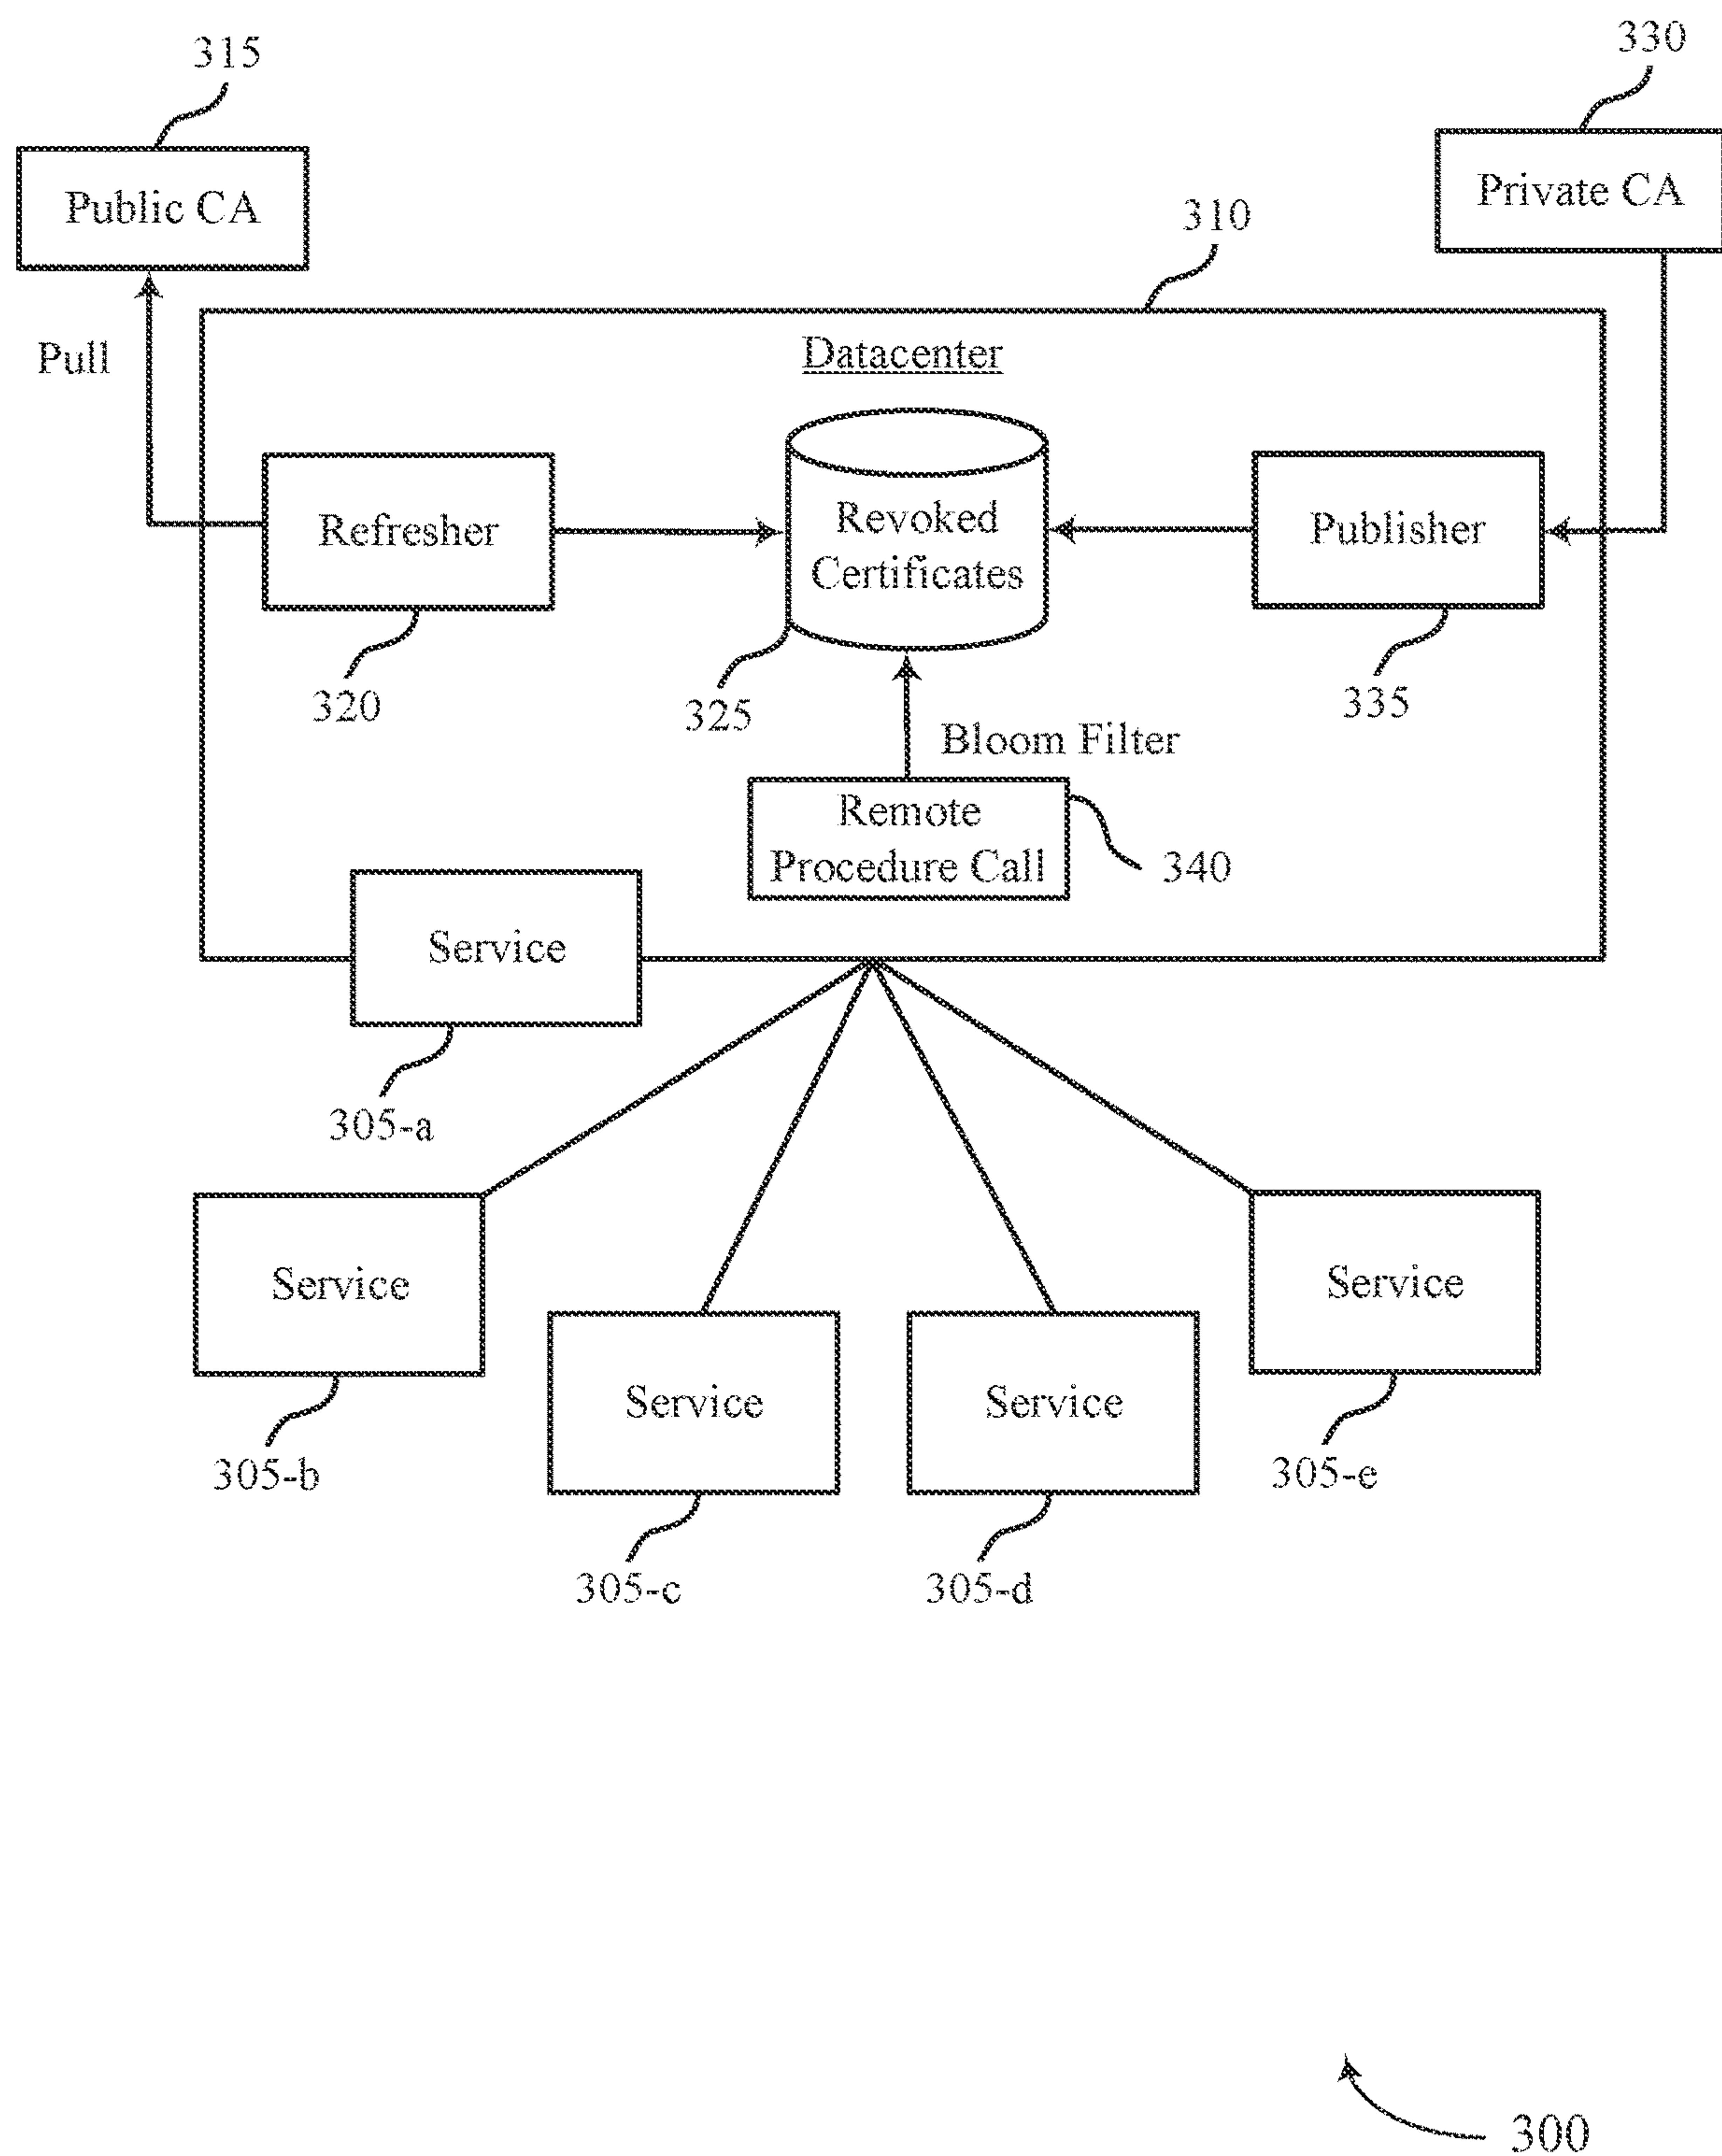 315
330
Public CA
Private CA
310
Pull
Datacenter
Refresher
Revoked
Certificates
Publisher
320
325
335
Bloom Filter
Remote
Procedure Call
340
Service
305-a
Service
Service
Service
Service
305-b
305-e
305-c
305-d
300